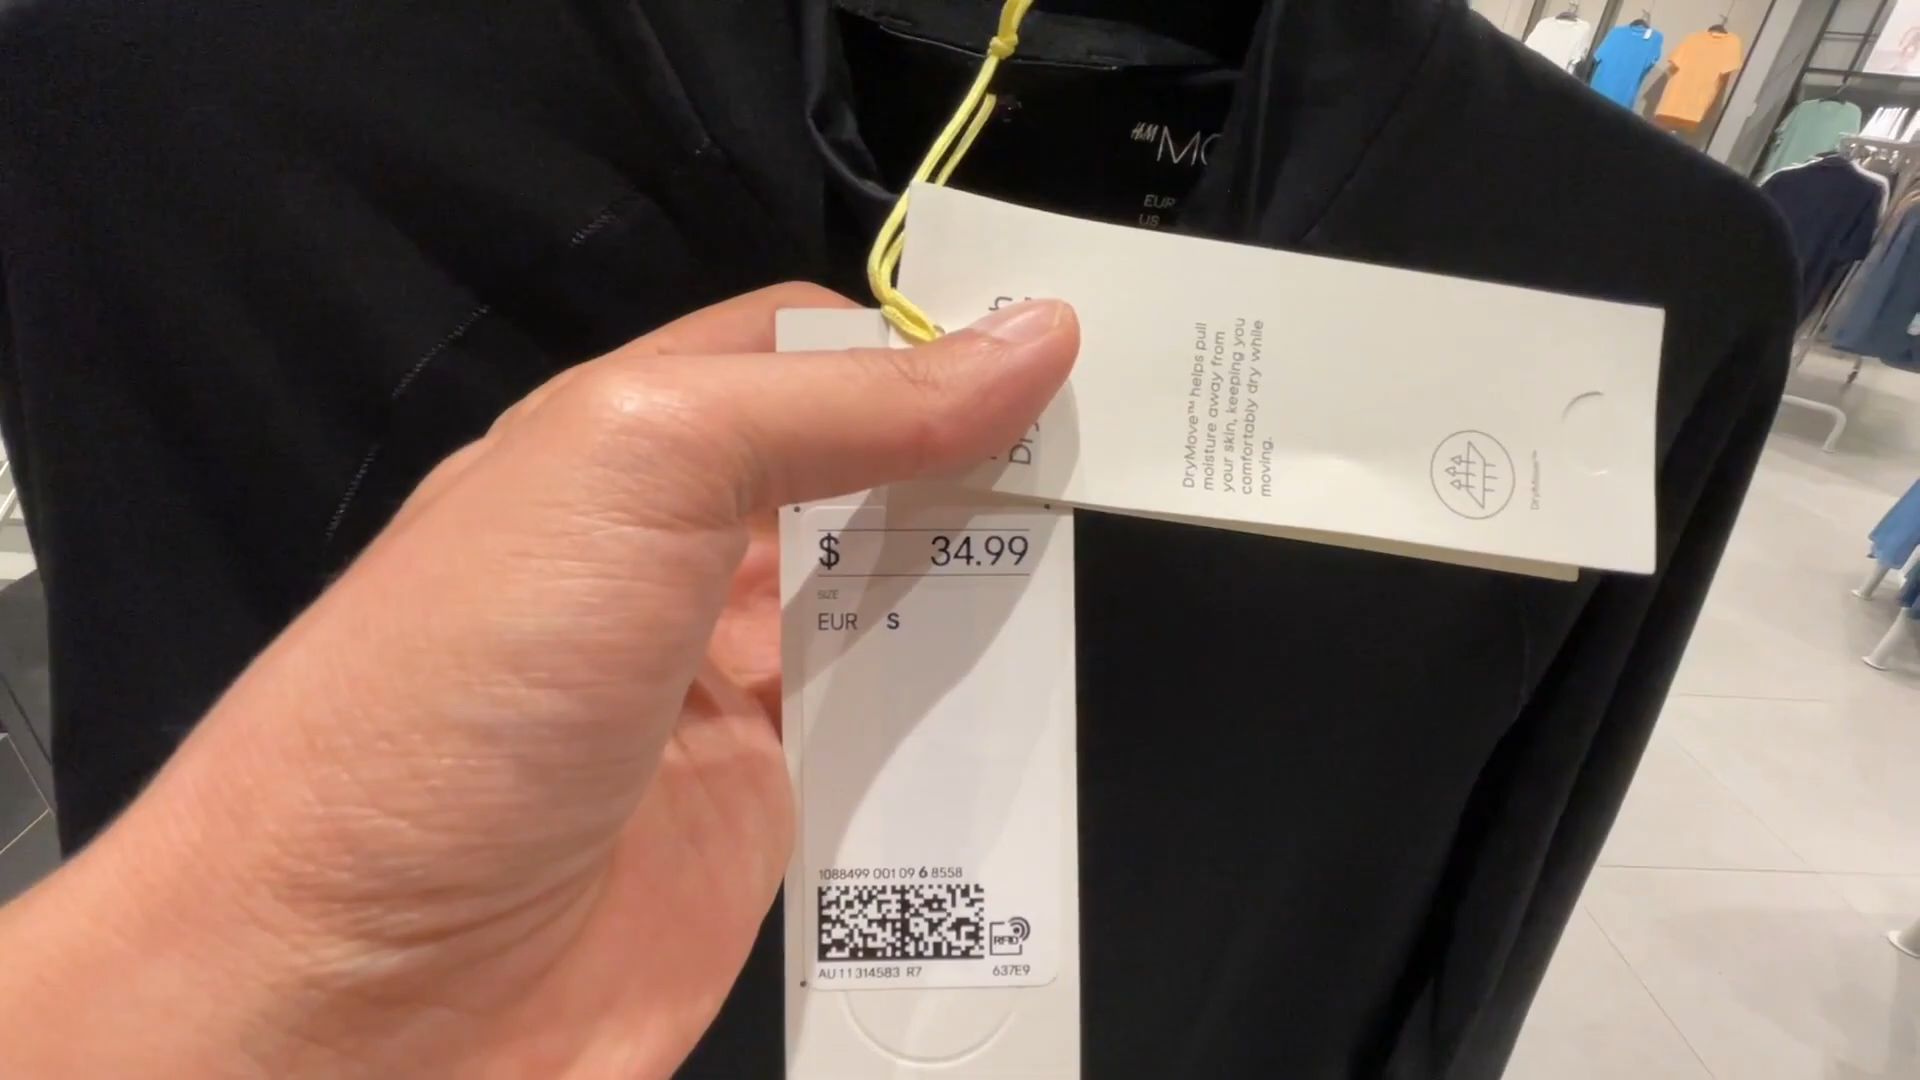 H&M
EUR
US
DryMove™ helps pull
moisture away from
your skin, keeping you
comfortably dry while
moving.
DryMove™
$ 34.99
SIZE
EUR S
1088499 001 09 6 8558
RFID
AU 11 314583 R7
637E9